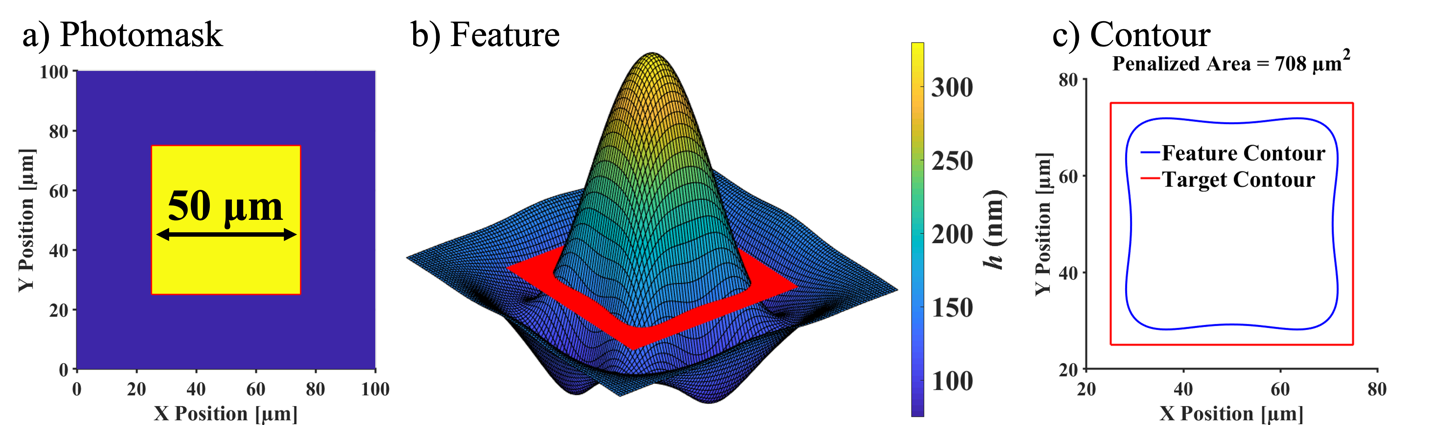 a) Photomask
100
80
60
40
20
0
0 20 40 60 80 100
Y Position [μm]
X Position [μm]
50 μm
b) Feature
300
250
200
150
100
h (nm)
c) Contour
Penalized Area = 708 μm²
80
60
40
20
20 40 60 80
Y Position [μm]
X Position [μm]
Feature Contour
Target Contour